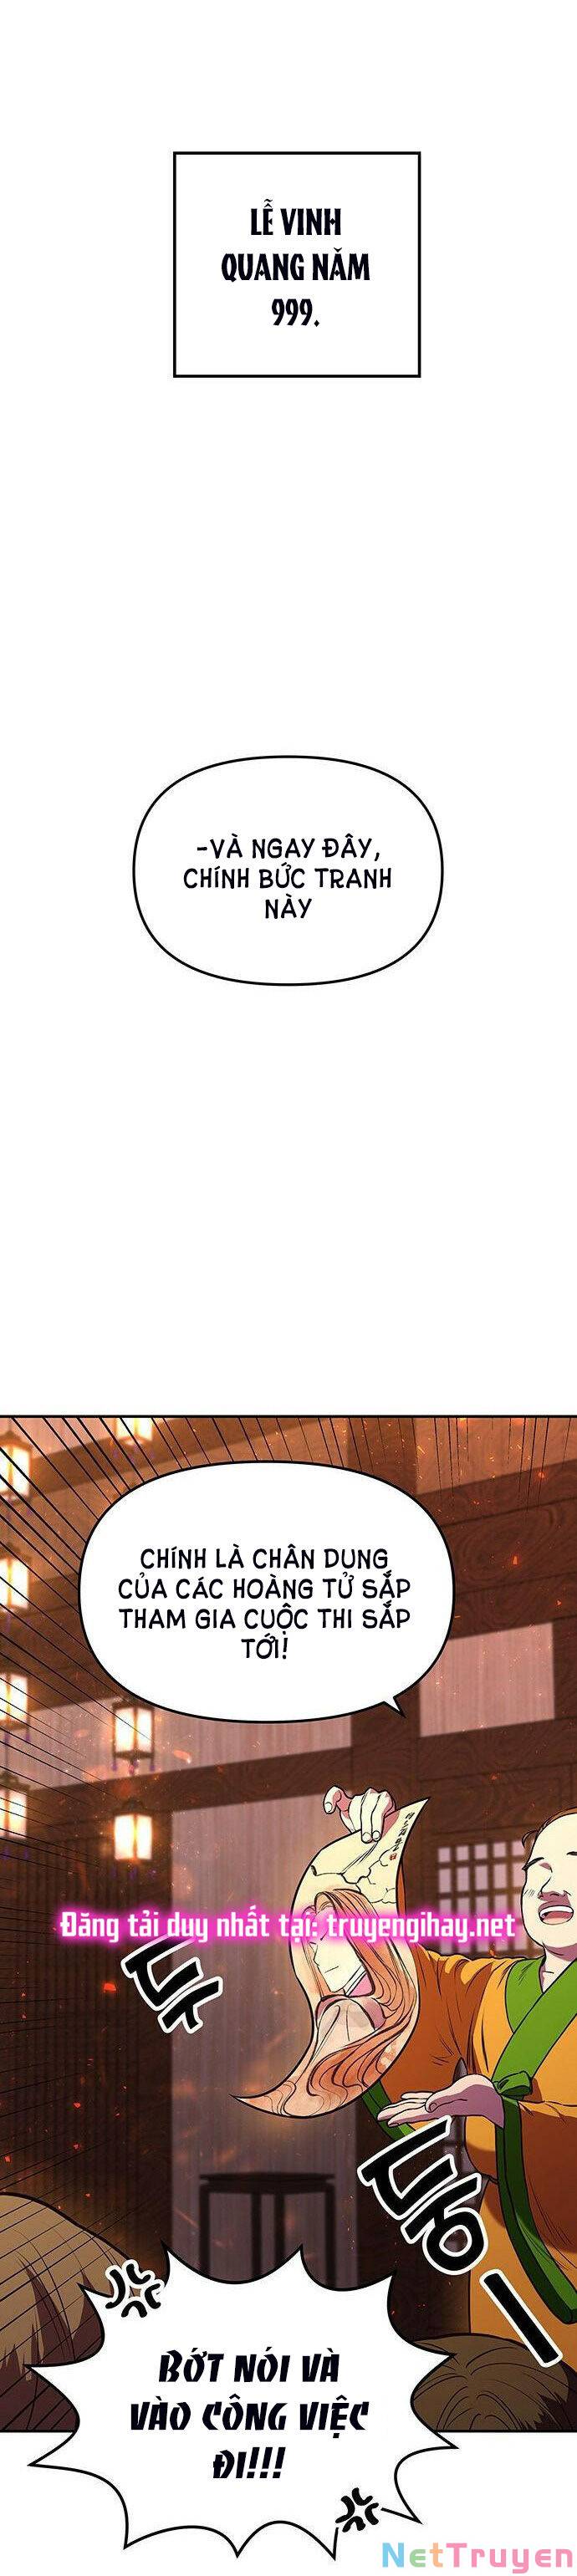 LỄ VINH
QUANG NĂM
999.
-VÀ NGAY ĐÂY,
CHÍNH BỨC TRANH
NÀY
CHÍNH LÀ CHÂN DUNG
CỦA CÁC HOÀNG TỬ SẮP
THAM GIA CUỘC THI SẮP
TỚI!
Đăng tải duy nhất tại: truyengihay.net
두
둥!
BỚT NÓI VÀ
VÀO CÔNG VIỆC
ĐI!!!
NetTruyen